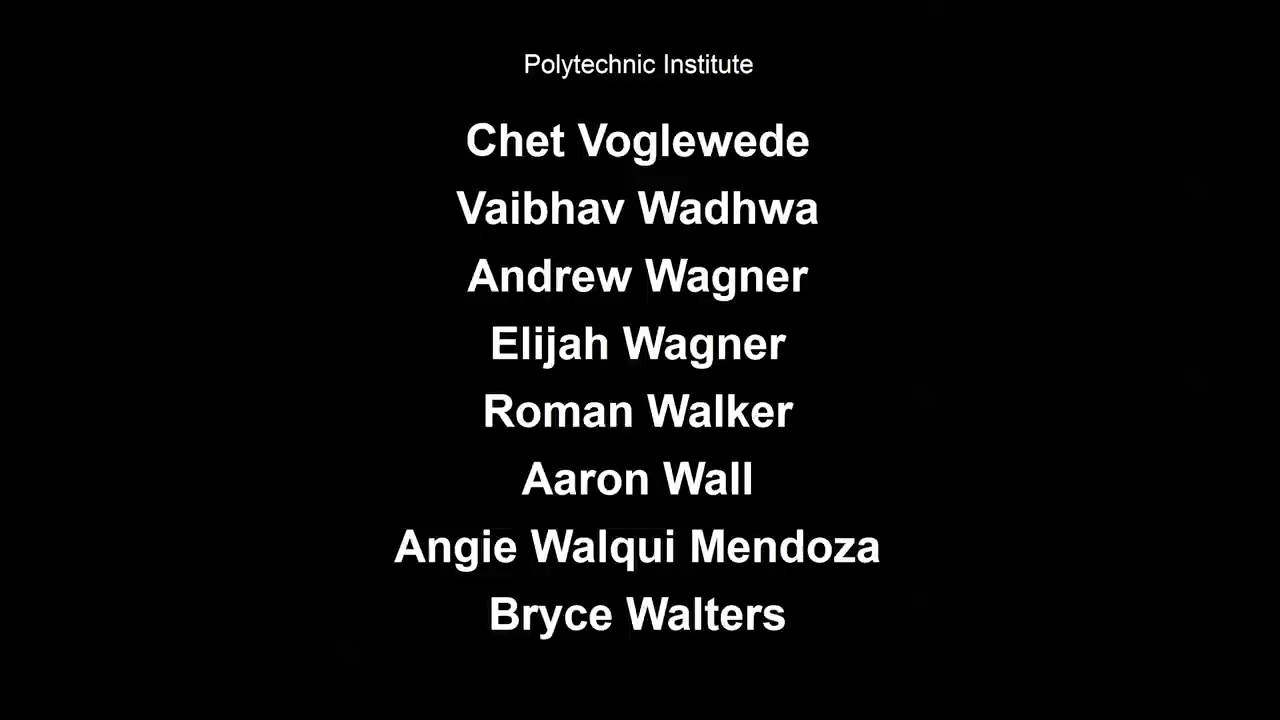 Polytechnic Institute
Chet Voglewede
Vaibhav Wadhwa
Andrew Wagner
Elijah Wagner
Roman Walker
Aaron Wall
Angie Walqui Mendoza
Bryce Walters